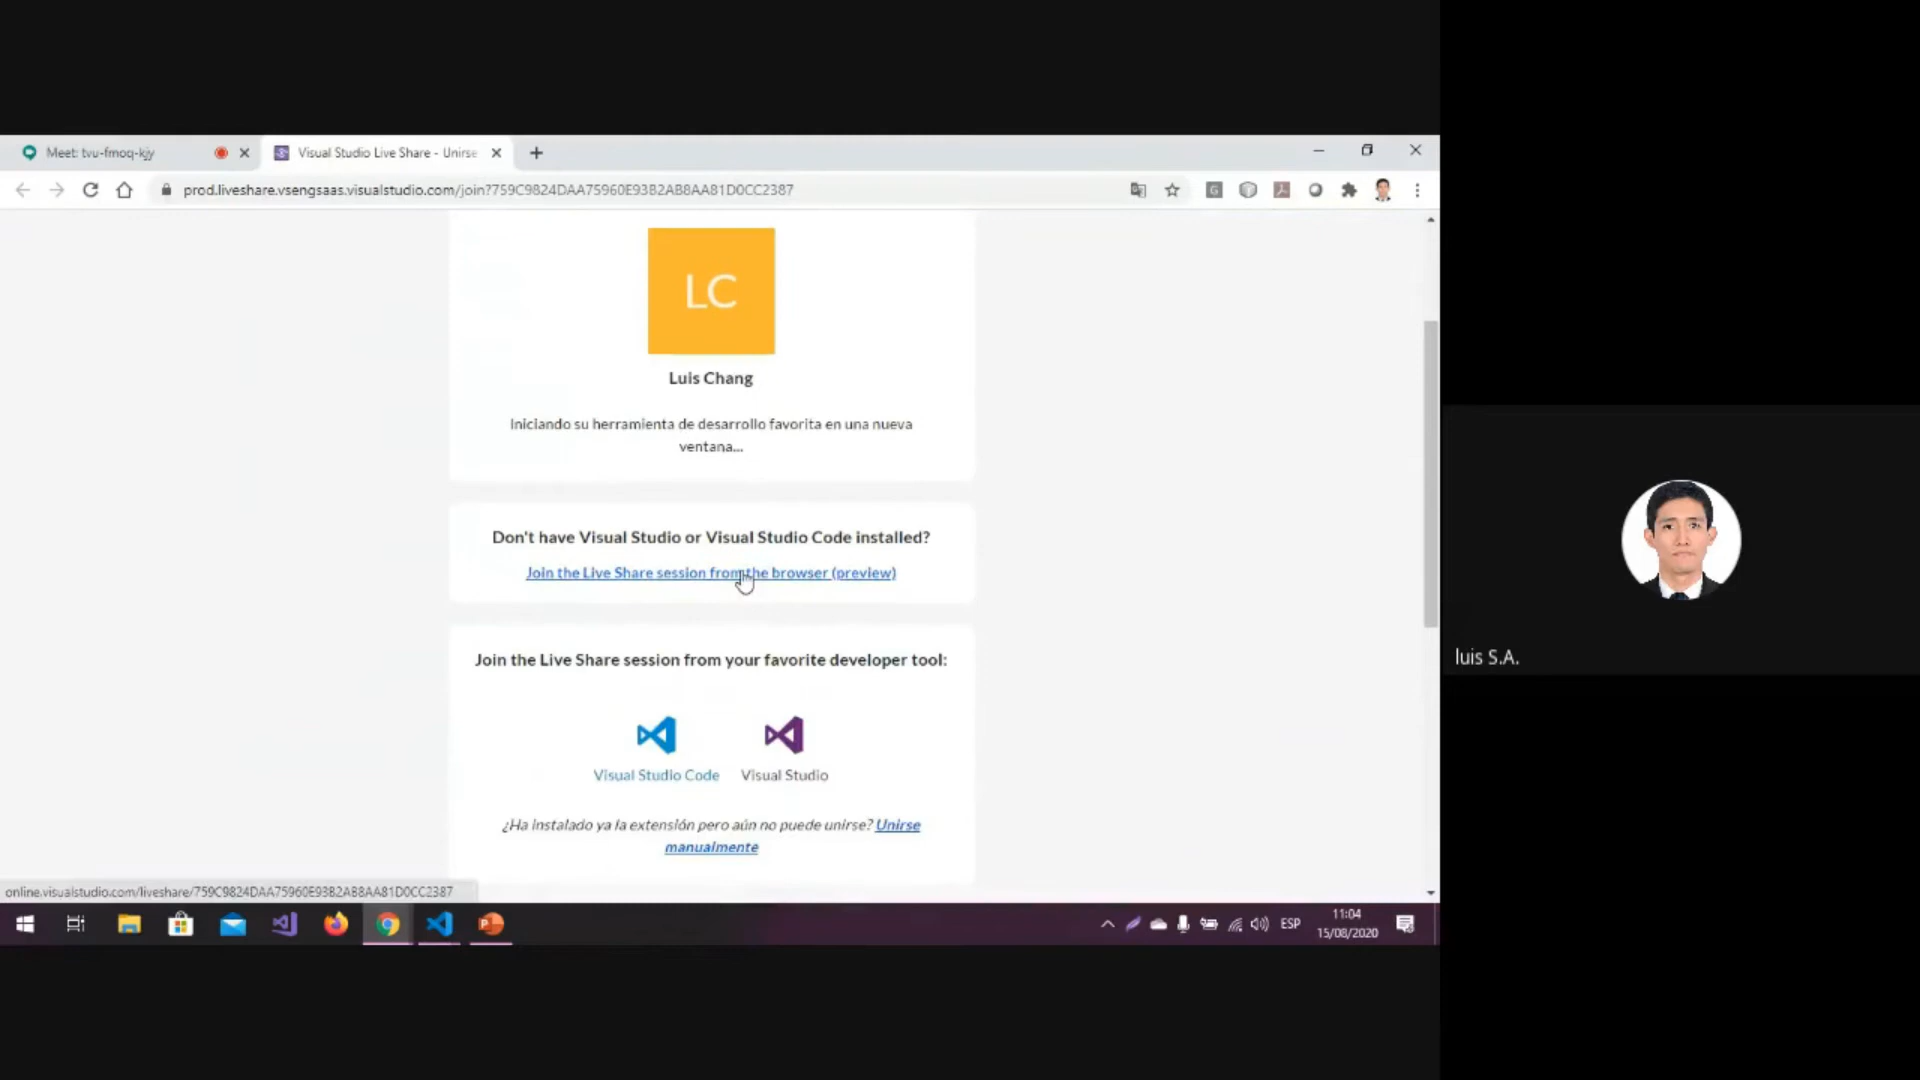 Meet: tvu-fmoq-kjy
Visual Studio Live Share - Unirse
prod.liveshare.vsengsaas.visualstudio.com/join?759C9824DAA75960E93B2AB8AA81D0CC2387
LC
Luis Chang
Iniciando su herramienta de desarrollo favorita en una nueva
ventana...
Don't have Visual Studio or Visual Studio Code installed?
Join the Live Share session from the browser (preview)
Join the Live Share session from your favorite developer tool:
Visual Studio Code
Visual Studio
¿Ha instalado ya la extensión pero aún no puede unirse? Unirse
manualmente
online.visualstudio.com/liveshare/759C9824DAA75960E93B2AB8AA81D0CC2387
ESP
11:04
15/08/2020
luis S.A.